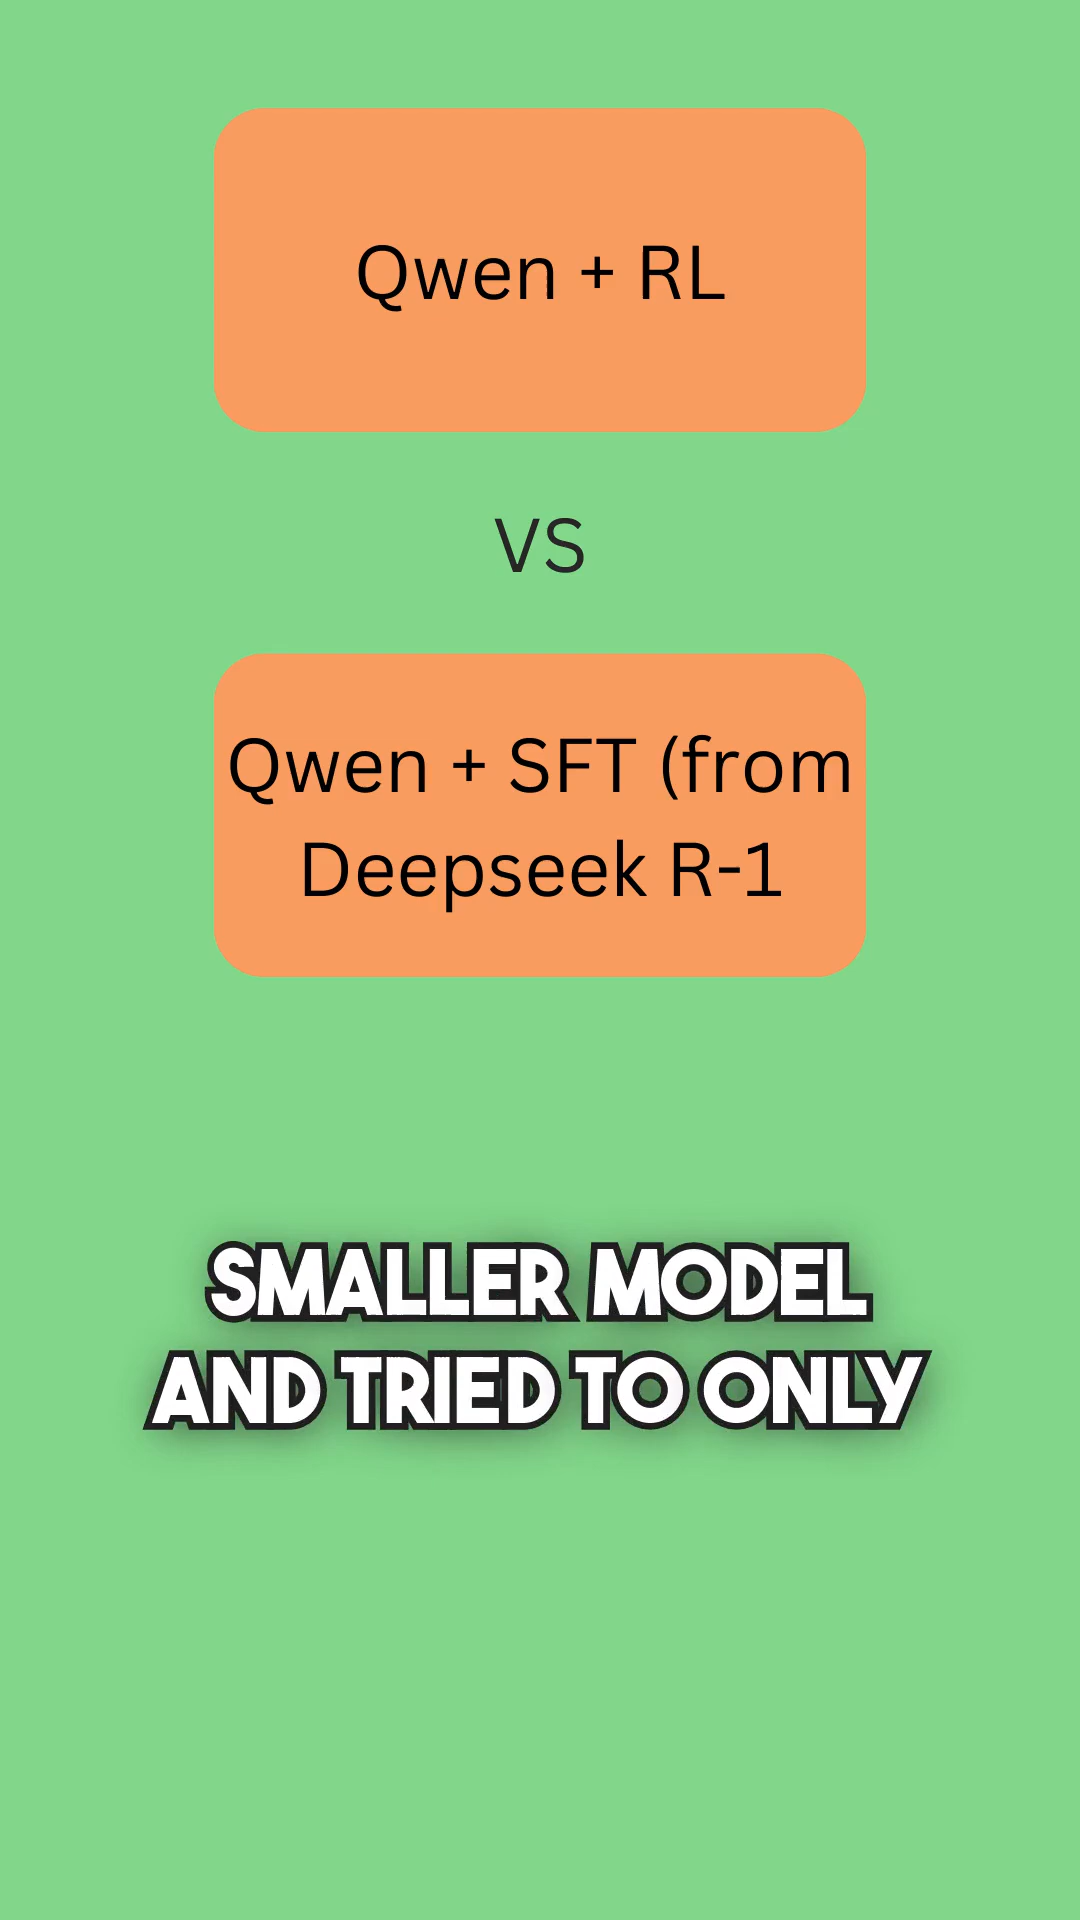 Qwen + RL
VS
Qwen + SFT (from
Deepseek R-1
SMALLER MODEL
AND TRIED TO ONLY